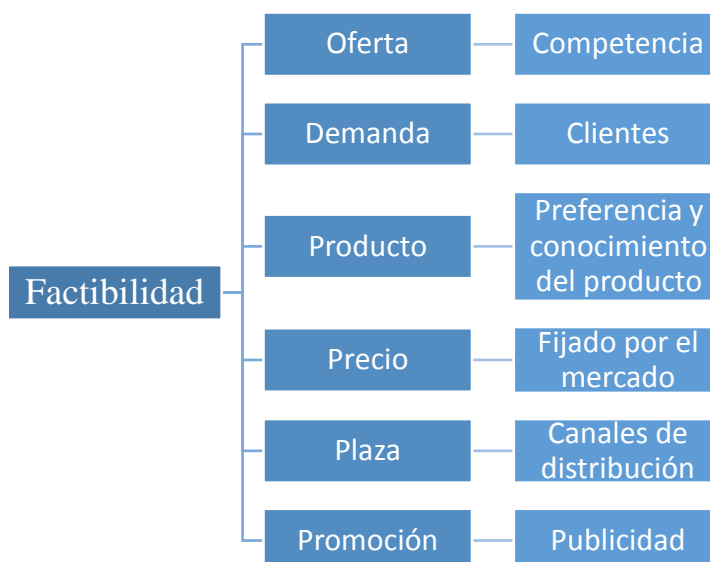 Factibilidad
Oferta
Competencia
Demanda
Clientes
Producto
Preferencia y
conocimiento
del producto
Precio
Fijado por el
mercado
Plaza
Canales de
distribución
Promoción
Publicidad